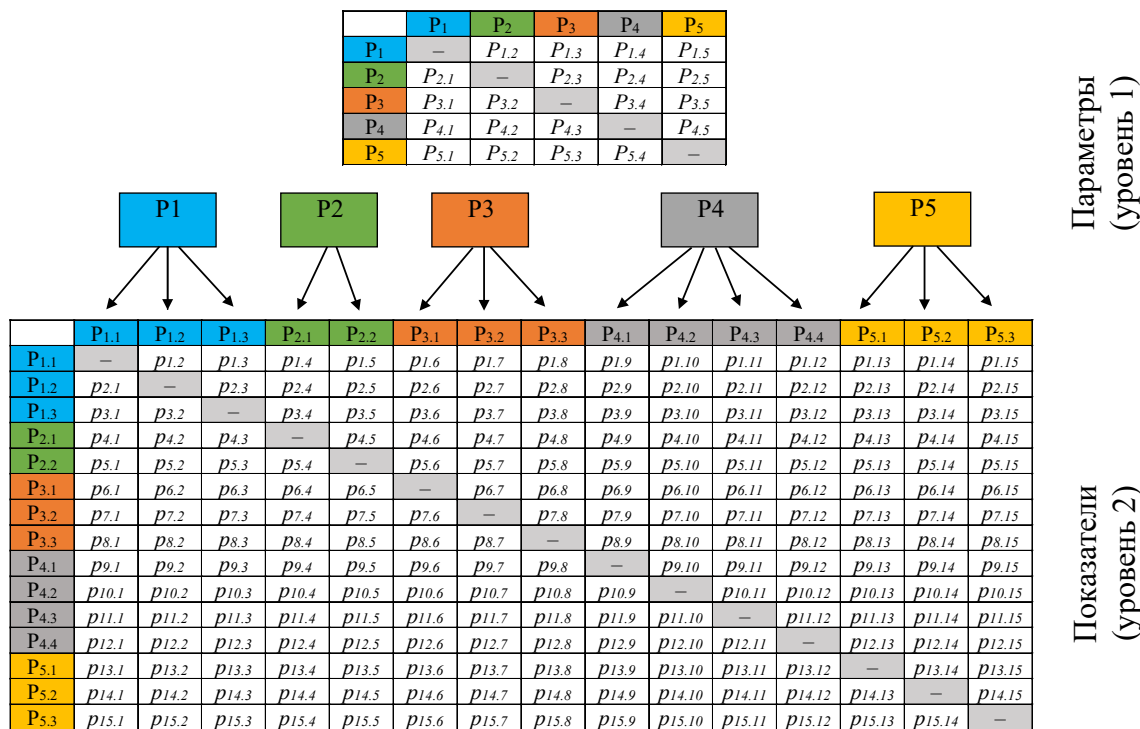 P1 P2 P3 P4 P5
P1 – P1.2 P1.3 P1.4 P1.5
P2 P2.1 – P2.3 P2.4 P2.5
P3 P3.1 P3.2 – P3.4 P3.5
P4 P4.1 P4.2 P4.3 – P4.5
P5 P5.1 P5.2 P5.3 P5.4 –
Параметры
(уровень 1)
P1 P2 P3 P4 P5
P1.1 P1.2 P1.3 P2.1 P2.2 P3.1 P3.2 P3.3 P4.1 P4.2 P4.3 P4.4 P5.1 P5.2 P5.3
P1.1 – p1.2 p1.3 p1.4 p1.5 p1.6 p1.7 p1.8 p1.9 p1.10 p1.11 p1.12 p1.13 p1.14 p1.15
P1.2 p2.1 – p2.3 p2.4 p2.5 p2.6 p2.7 p2.8 p2.9 p2.10 p2.11 p2.12 p2.13 p2.14 p2.15
P1.3 p3.1 p3.2 – p3.4 p3.5 p3.6 p3.7 p3.8 p3.9 p3.10 p3.11 p3.12 p3.13 p3.14 p3.15
P2.1 p4.1 p4.2 p4.3 – p4.5 p4.6 p4.7 p4.8 p4.9 p4.10 p4.11 p4.12 p4.13 p4.14 p4.15
P2.2 p5.1 p5.2 p5.3 p5.4 – p5.6 p5.7 p5.8 p5.9 p5.10 p5.11 p5.12 p5.13 p5.14 p5.15
P3.1 p6.1 p6.2 p6.3 p6.4 p6.5 – p6.7 p6.8 p6.9 p6.10 p6.11 p6.12 p6.13 p6.14 p6.15
P3.2 p7.1 p7.2 p7.3 p7.4 p7.5 p7.6 – p7.8 p7.9 p7.10 p7.11 p7.12 p7.13 p7.14 p7.15
P3.3 p8.1 p8.2 p8.3 p8.4 p8.5 p8.6 p8.7 – p8.9 p8.10 p8.11 p8.12 p8.13 p8.14 p8.15
P4.1 p9.1 p9.2 p9.3 p9.4 p9.5 p9.6 p9.7 p9.8 – p9.10 p9.11 p9.12 p9.13 p9.14 p9.15
P4.2 p10.1 p10.2 p10.3 p10.4 p10.5 p10.6 p10.7 p10.8 p10.9 – p10.11 p10.12 p10.13 p10.14 p10.15
P4.3 p11.1 p11.2 p11.3 p11.4 p11.5 p11.6 p11.7 p11.8 p11.9 p11.10 – p11.12 p11.13 p11.14 p11.15
P4.4 p12.1 p12.2 p12.3 p12.4 p12.5 p12.6 p12.7 p12.8 p12.9 p12.10 p12.11 – p12.13 p12.14 p12.15
P5.1 p13.1 p13.2 p13.3 p13.4 p13.5 p13.6 p13.7 p13.8 p13.9 p13.10 p13.11 p13.12 – p13.14 p13.15
P5.2 p14.1 p14.2 p14.3 p14.4 p14.5 p14.6 p14.7 p14.8 p14.9 p14.10 p14.11 p14.12 p14.13 – p14.15
P5.3 p15.1 p15.2 p15.3 p15.4 p15.5 p15.6 p15.7 p15.8 p15.9 p15.10 p15.11 p15.12 p15.13 p15.14 –
Показатели
(уровень 2)